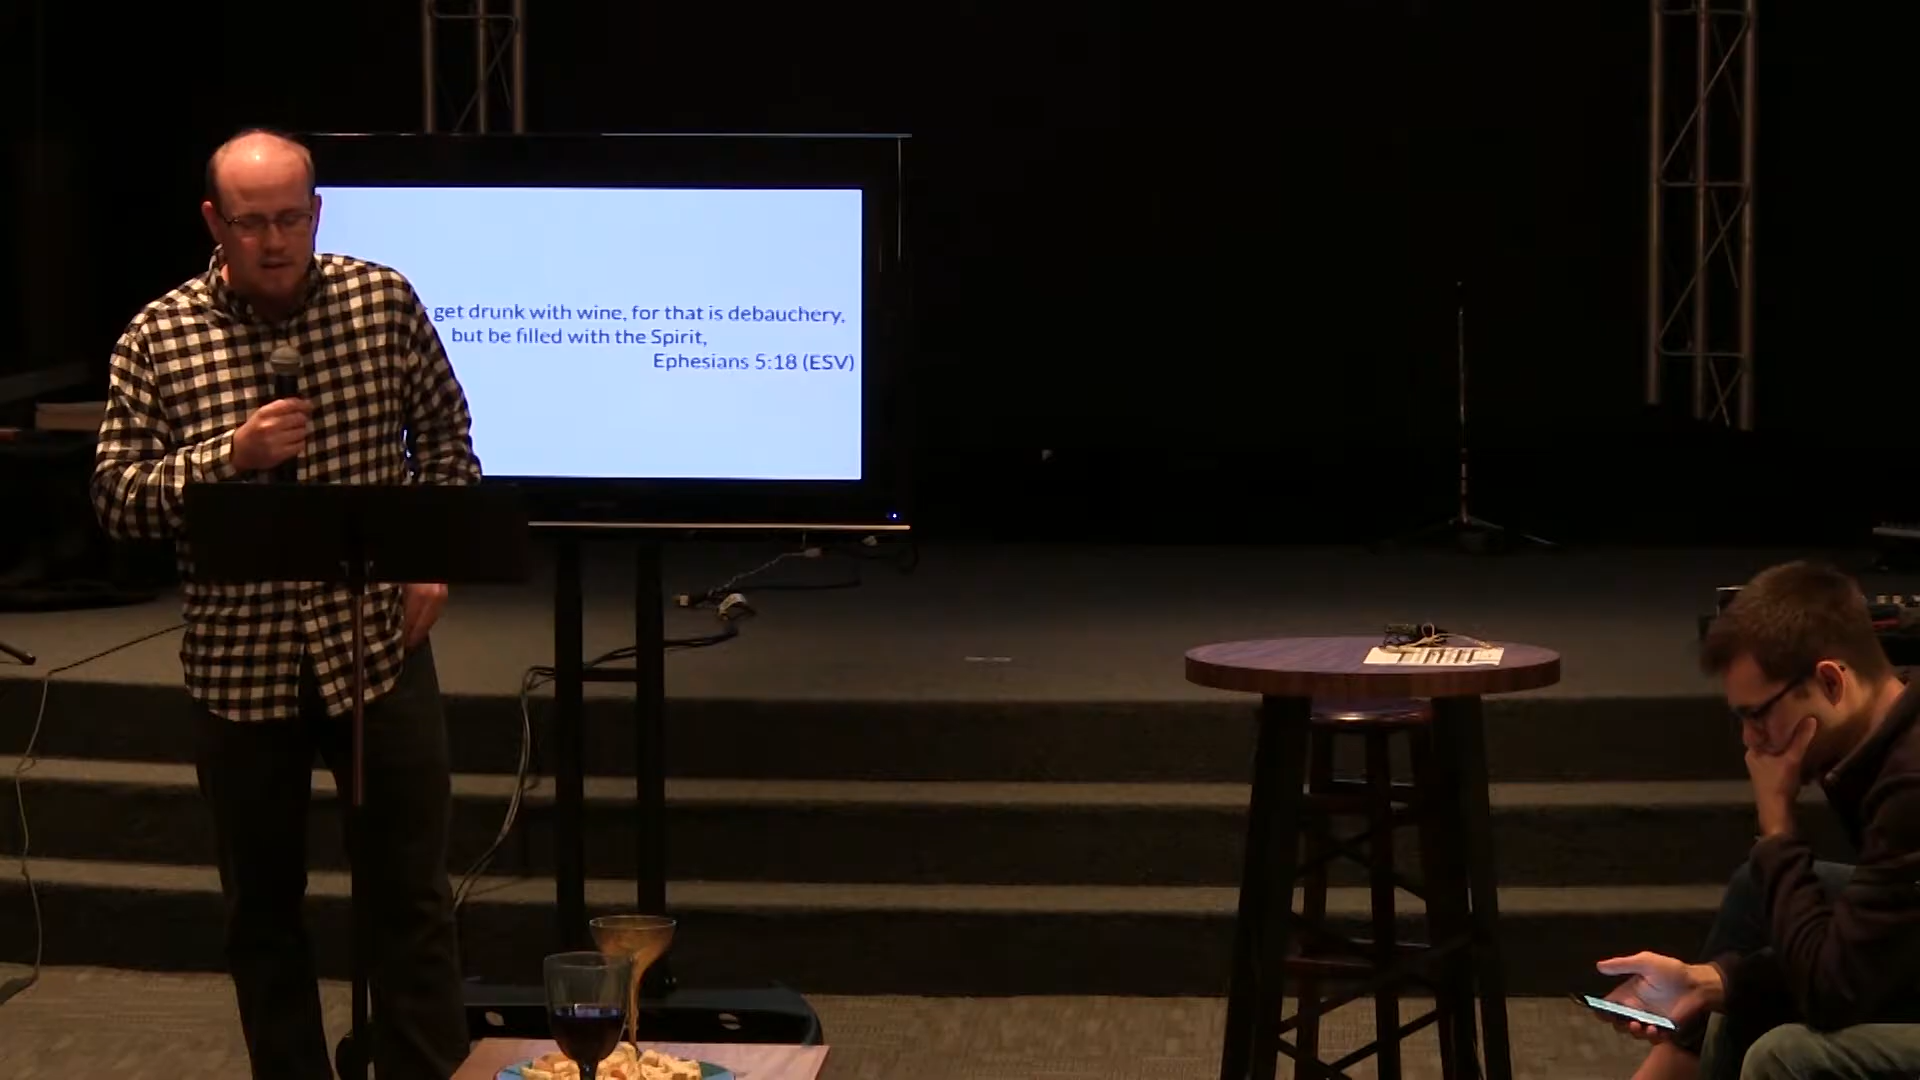 get drunk with wine, for that is debauchery,
but be filled with the Spirit,
Ephesians 5:18 (ESV)